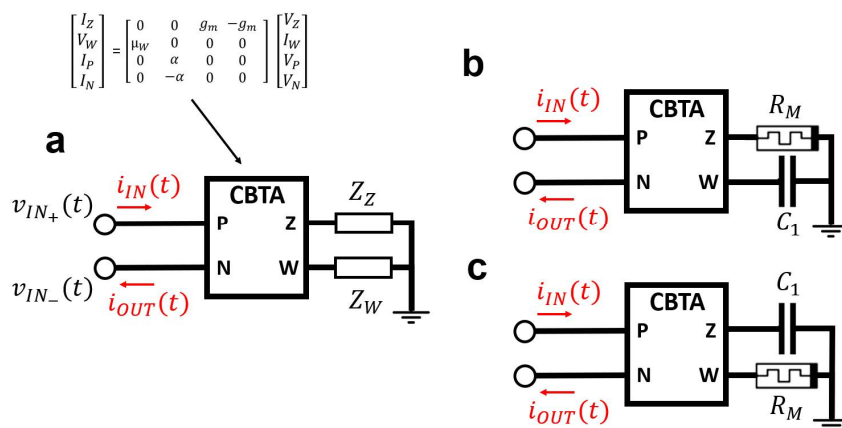 [I_Z] = [0 0 g_m −g_m] [V_Z]
[V_W] [μ_W 0 0 0] [I_W]
[I_P] [0 α 0 0] [V_P]
[I_N] [0 −α 0 0] [V_N]
a
i_IN(t)
CBTA
v_IN+(t)
P
Z
Z_Z
v_IN−(t)
N
W
i_OUT(t)
Z_W
b
i_IN(t)
CBTA
R_M
P
Z
N
W
i_OUT(t)
C_1
c
i_IN(t)
CBTA
C_1
P
Z
N
W
i_OUT(t)
R_M